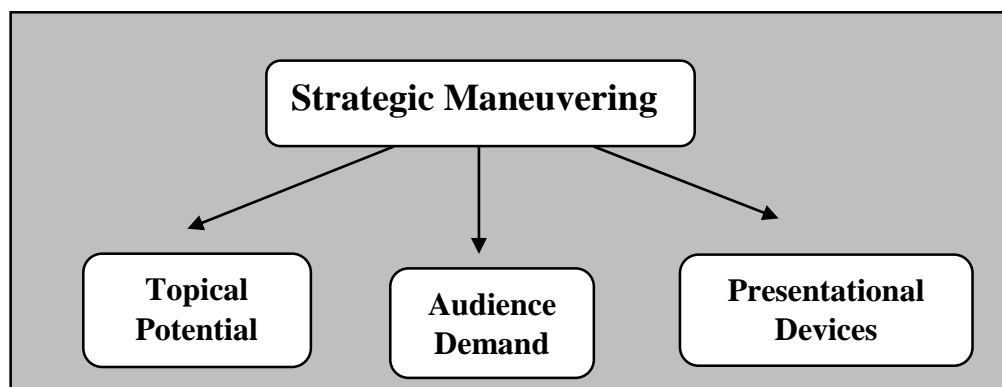 Strategic Maneuvering
Topical
Potential
Audience
Demand
Presentational
Devices